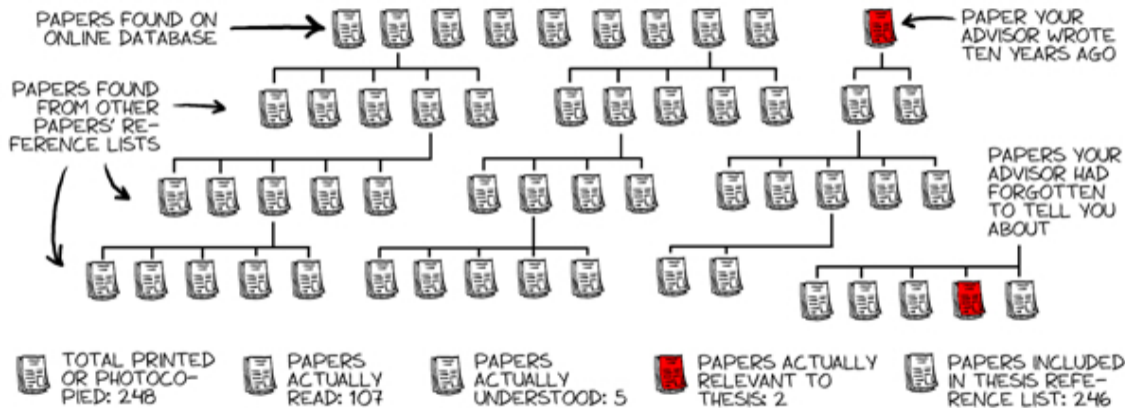 PAPERS FOUND ON
ONLINE DATABASE
PAPER YOUR
ADVISOR WROTE
TEN YEARS AGO
PAPERS FOUND
FROM OTHER
PAPERS' RE-
FERENCE LISTS
PAPERS YOUR
ADVISOR HAD
FORGOTTEN
TO TELL YOU
ABOUT
TOTAL PRINTED
OR PHOTOCO-
PIED: 248
PAPERS
ACTUALLY
READ: 107
PAPERS
ACTUALLY
UNDERSTOOD: 5
PAPERS ACTUALLY
RELEVANT TO
THESIS: 2
PAPERS INCLUDED
IN THESIS REFE-
RENCE LIST: 246